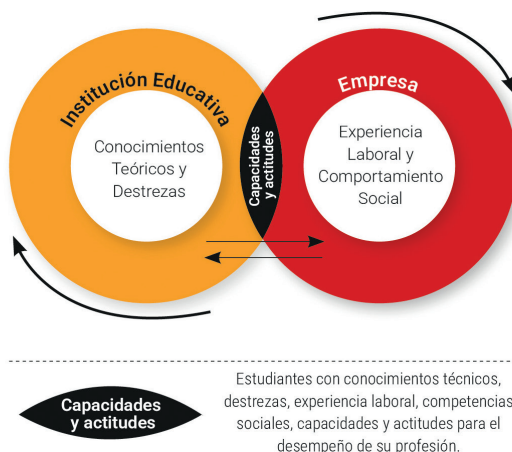 Institución Educativa
Conocimientos
Teóricos y
Destrezas
Capacidades
y actitudes
Empresa
Experiencia
Laboral y
Comportamiento
Social
Capacidades
y actitudes
Estudiantes con conocimientos técnicos,
destrezas, experiencia laboral, competencias
sociales, capacidades y actitudes para el
desempeño de su profesión.